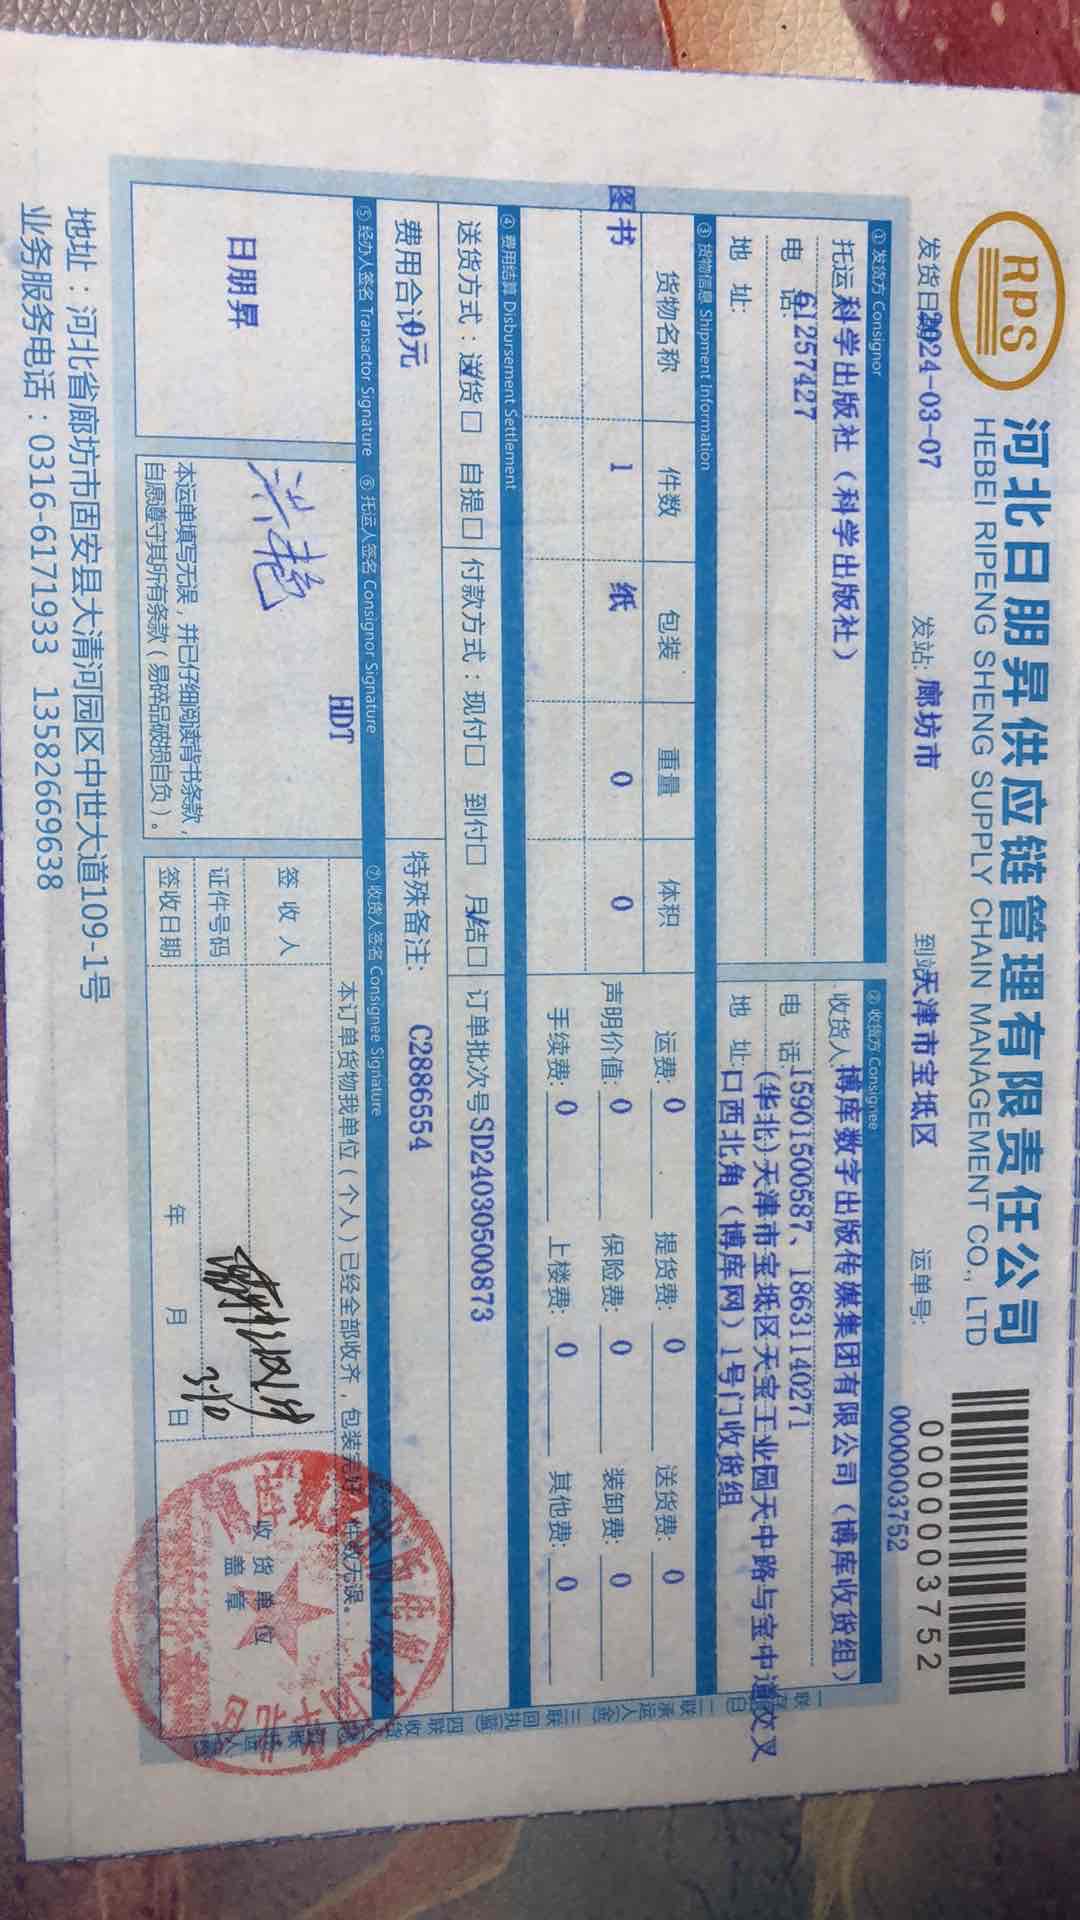 RPS
河北日朋昇供应链管理有限责任公司
HEBEI RIPENG SHENG SUPPLY CHAIN MANAGEMENT CO., LTD
0000003752
0000003752
发货日期2024-03-07 发站: 廊坊市 到站天津市宝坻区 运单号:
① 发货方 Consignor
托运 科学出版社（科学出版社）
电 话: 61257427
地 址:
② 收货方 Consignee
收货人 博库数字出版传媒集团有限公司（博库收货组）
电 话 15901500587、18631140271
(华北)天津市宝坻区天宝工业园天中路与宝中道交叉
地 址: 口西北角（博库网）1号门收货组
③ 货物信息 Shipment Information
货物名称 件数 包装 重量 体积
图书 1 纸 0 0
运费: 0 提货费: 0 送货费: 0
声明价值: 0 保险费: 0 装卸费: 0
手续费: 0 上楼费: 0 其他费: 0
④ 费用结算 Disbursement Settlement
送货方式：送货□ 自提□ 付款方式：现付□ 到付□ 月结□ 订单批次号SD24030500873
费用合计0元 特殊备注: C2886554
⑤ 经办人签名 Transactor Signature
日朋昇
⑥ 托运人签名 Consignor Signature
HDT
本运单填写无误，并已仔细阅读背书条款，
自愿遵守其所有条款（易碎品破损自负）。
⑦ 收货人签名 Consignee Signature
本订单货物我单位（个人）已经全部收齐，包装完好，件数无误。
签 收 人
证件号码
签收日期 年 月 日
3.10
收 货 单 位
盖 章
地址：河北省廊坊市固安县大清河园区中世大道109-1号
业务服务电话：0316-6171933 13582669638